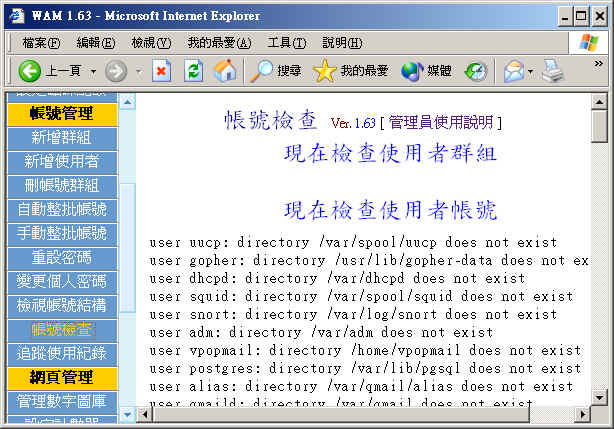 WAM 1.63 - Microsoft Internet Explorer
檔案(F) 編輯(E) 檢視(V) 我的最愛(A) 工具(T) 說明(H)
上一頁 搜尋 我的最愛 媒體
帳號管理
新增群組
新增使用者
刪帳號群組
自動整批帳號
手動整批帳號
重設密碼
變更個人密碼
檢視帳號結構
帳號檢查
追蹤使用紀錄
網頁管理
管理數字圖庫
帳號檢查 Ver. 1.63 [ 管理員使用說明 ]
現在檢查使用者群組
現在檢查使用者帳號
user uucp: directory /var/spool/uucp does not exist
user gopher: directory /usr/lib/gopher-data does not ex
user dhcpd: directory /var/dhcpd does not exist
user squid: directory /var/spool/squid does not exist
user snort: directory /var/log/snort does not exist
user adm: directory /var/adm does not exist
user vpopmail: directory /home/vpopmail does not exist
user postgres: directory /var/lib/pgsql does not exist
user alias: directory /var/qmail/alias does not exist
user qmaild: directory /var/qmail does not exist